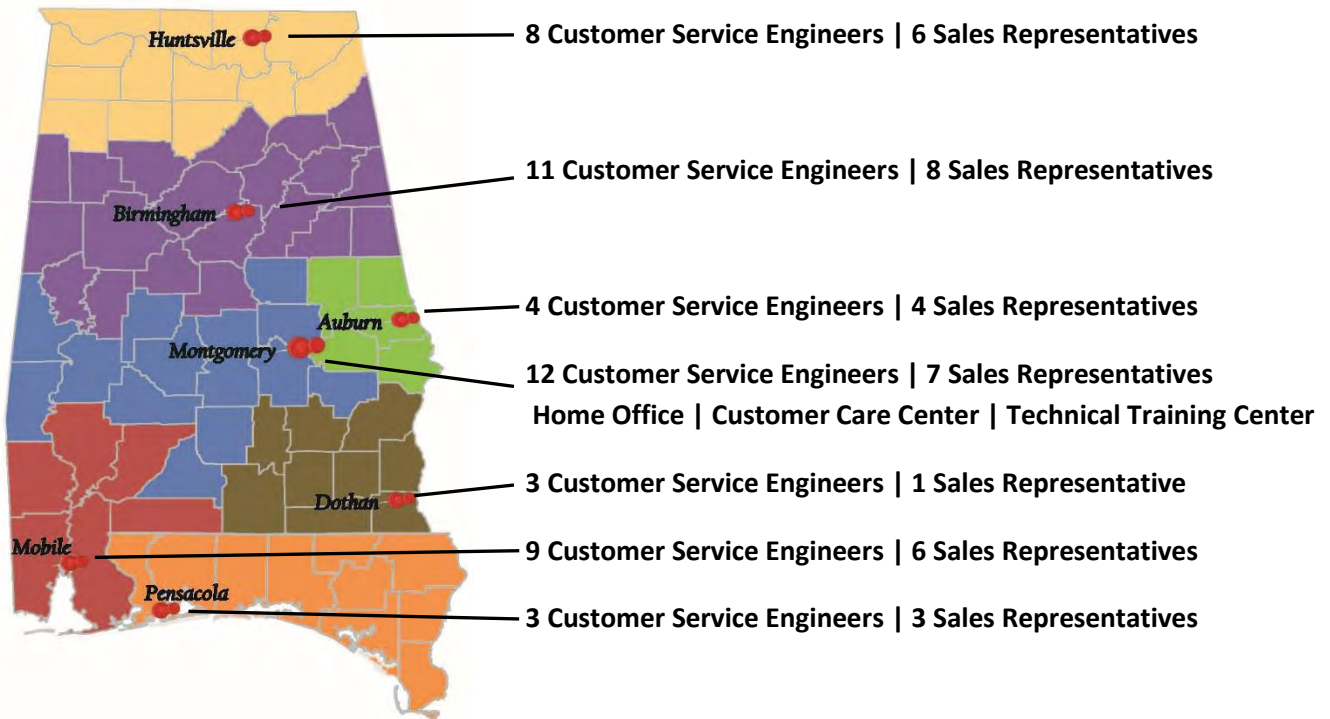 Huntsville
8 Customer Service Engineers | 6 Sales Representatives
11 Customer Service Engineers | 8 Sales Representatives
Birmingham
4 Customer Service Engineers | 4 Sales Representatives
Auburn
Montgomery
12 Customer Service Engineers | 7 Sales Representatives
Home Office | Customer Care Center | Technical Training Center
3 Customer Service Engineers | 1 Sales Representative
Dothan
Mobile
9 Customer Service Engineers | 6 Sales Representatives
Pensacola
3 Customer Service Engineers | 3 Sales Representatives